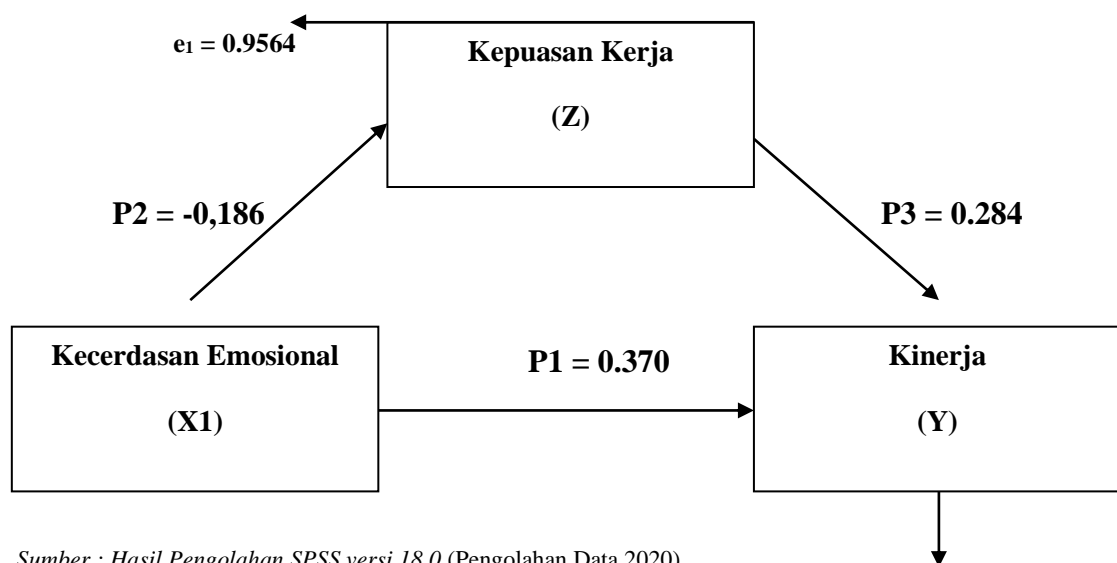 e₁ = 0.9564
Kepuasan Kerja
(Z)
P2 = -0,186
P3 = 0.284
Kecerdasan Emosional
(X1)
P1 = 0.370
Kinerja
(Y)
Sumber : Hasil Pengolahan SPSS versi 18.0 (Pengolahan Data 2020)